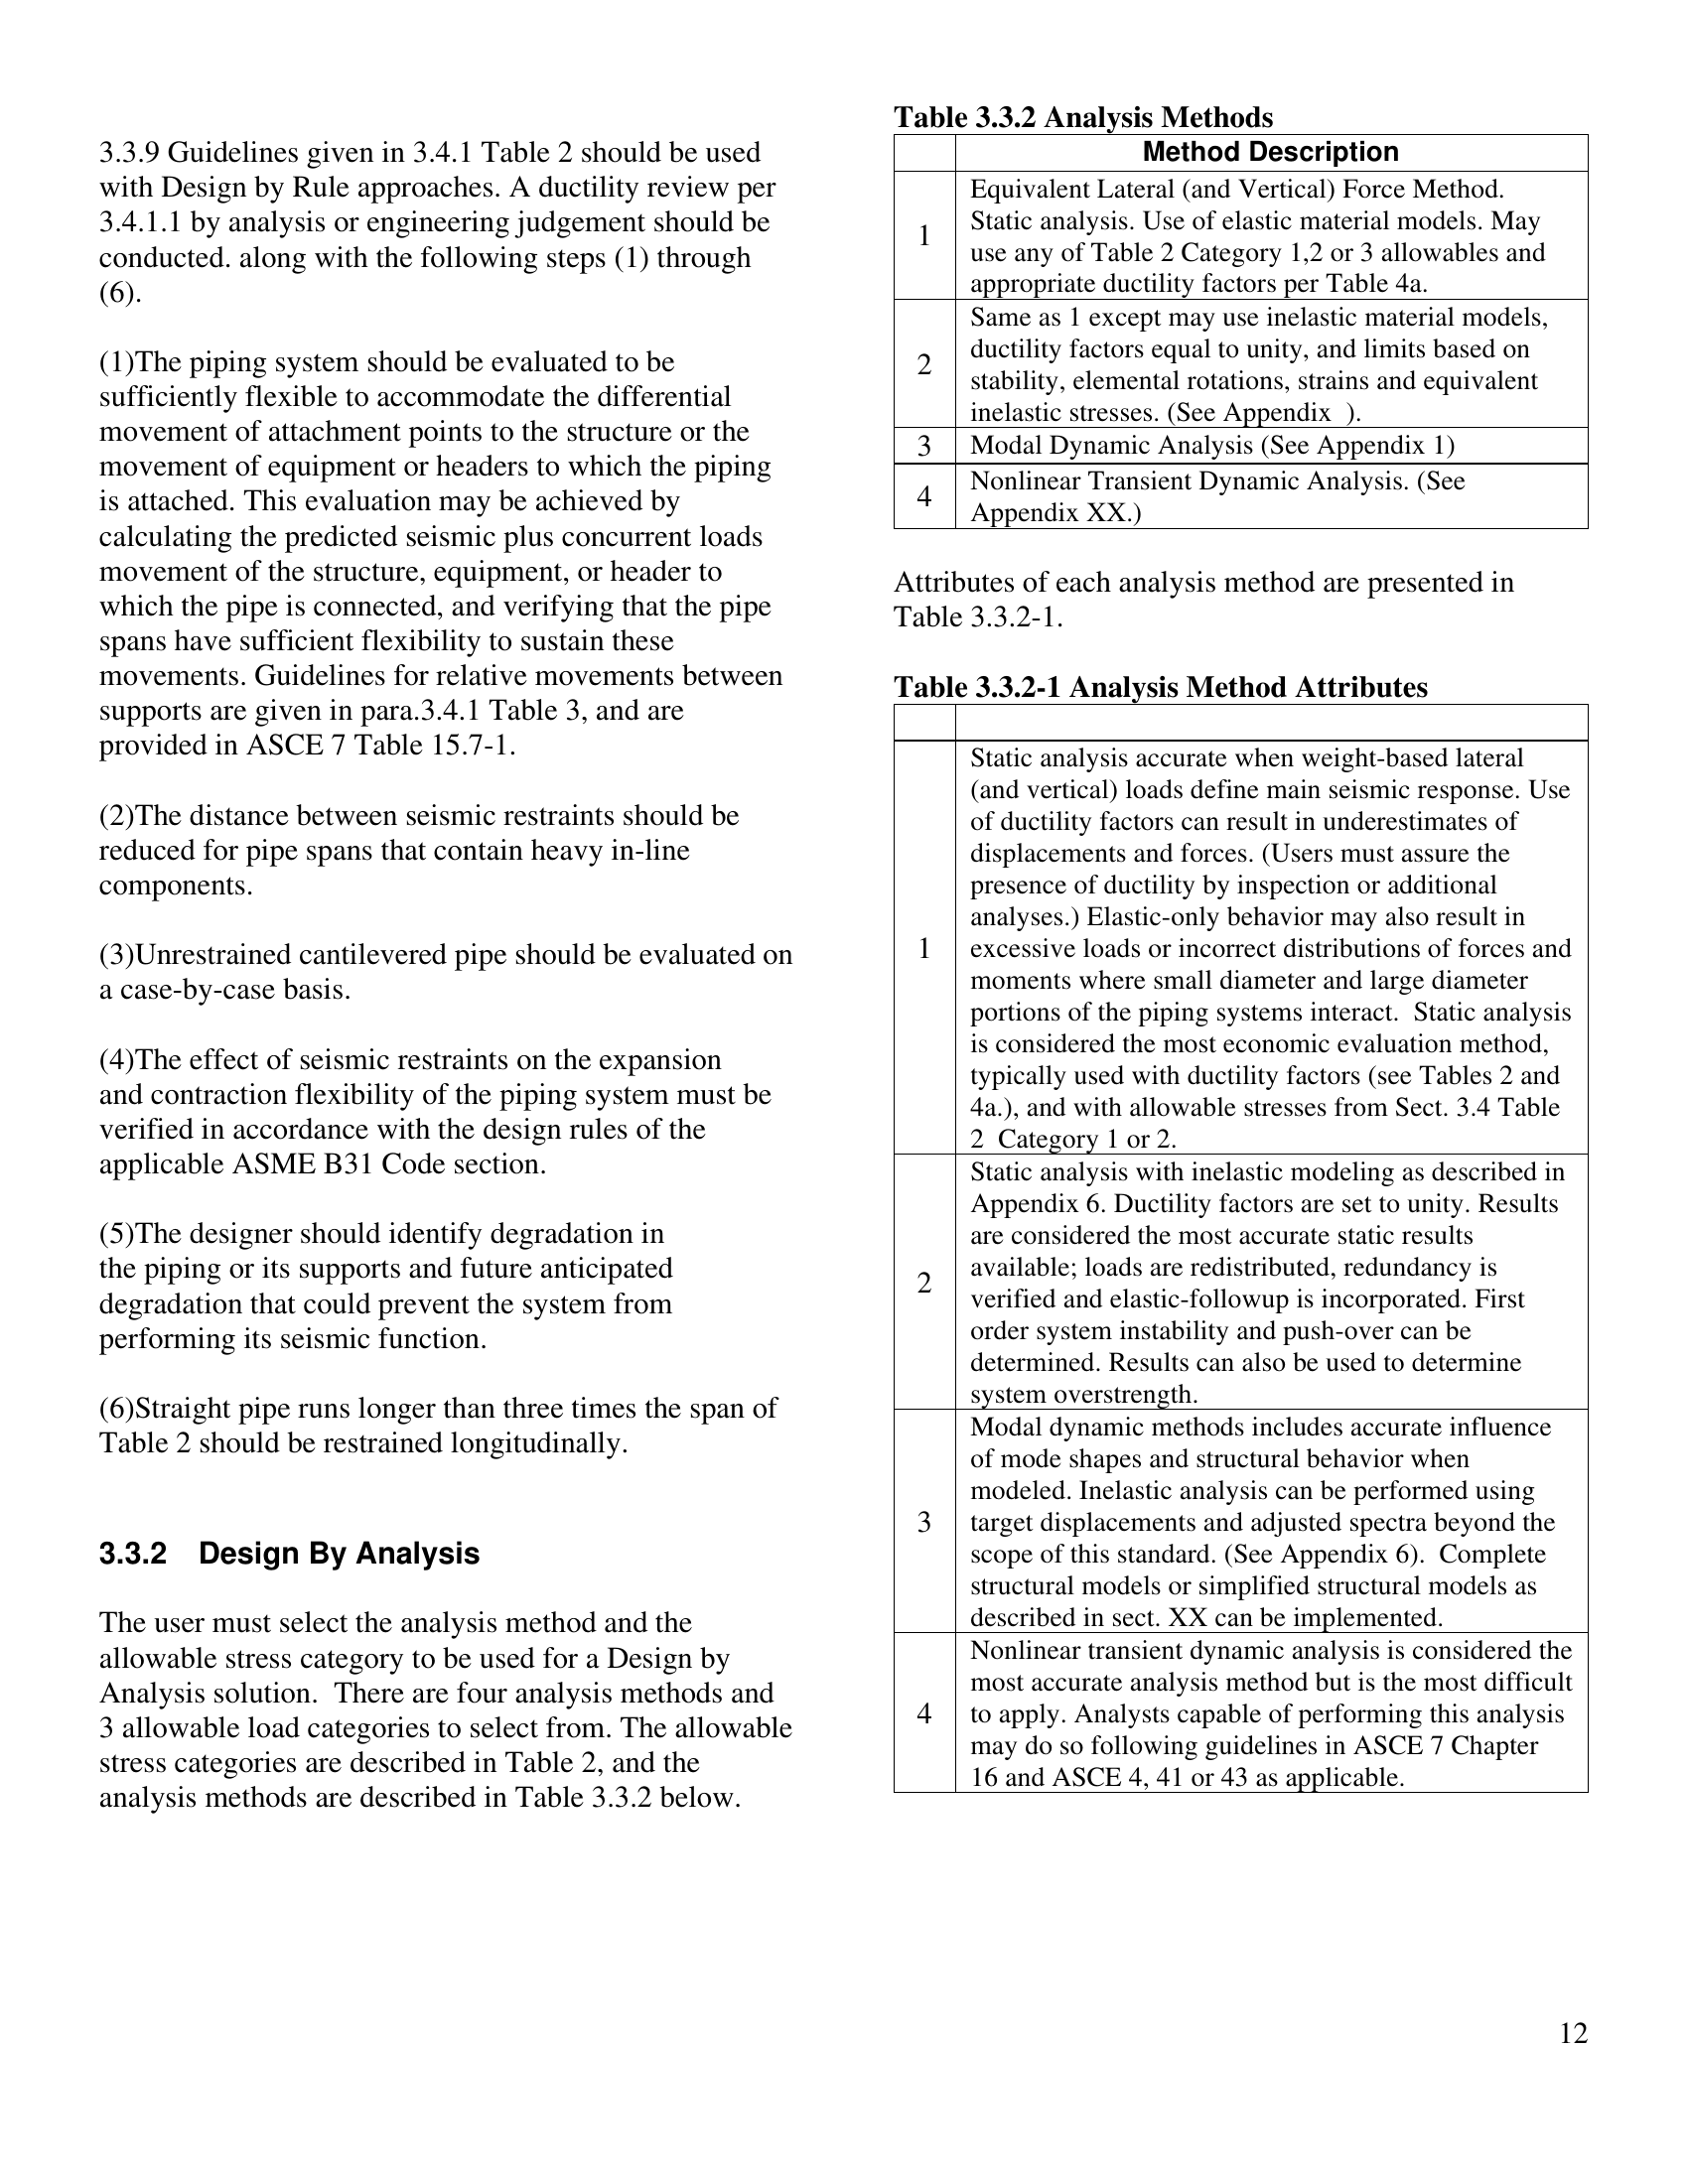 3.3.9 Guidelines given in 3.4.1 Table 2 should be used
with Design by Rule approaches. A ductility review per
3.4.1.1 by analysis or engineering judgement should be
conducted. along with the following steps (1) through
(6).
(1)The piping system should be evaluated to be
sufficiently flexible to accommodate the differential
movement of attachment points to the structure or the
movement of equipment or headers to which the piping
is attached. This evaluation may be achieved by
calculating the predicted seismic plus concurrent loads
movement of the structure, equipment, or header to
which the pipe is connected, and verifying that the pipe
spans have sufficient flexibility to sustain these
movements. Guidelines for relative movements between
supports are given in para.3.4.1 Table 3, and are
provided in ASCE 7 Table 15.7-1.
(2)The distance between seismic restraints should be
reduced for pipe spans that contain heavy in-line
components.
(3)Unrestrained cantilevered pipe should be evaluated on
a case-by-case basis.
(4)The effect of seismic restraints on the expansion
and contraction flexibility of the piping system must be
verified in accordance with the design rules of the
applicable ASME B31 Code section.
(5)The designer should identify degradation in
the piping or its supports and future anticipated
degradation that could prevent the system from
performing its seismic function.
(6)Straight pipe runs longer than three times the span of
Table 2 should be restrained longitudinally.
3.3.2 Design By Analysis
The user must select the analysis method and the
allowable stress category to be used for a Design by
Analysis solution.  There are four analysis methods and
3 allowable load categories to select from. The allowable
stress categories are described in Table 2, and the
analysis methods are described in Table 3.3.2 below.
Table 3.3.2 Analysis Methods
Method Description
Equivalent Lateral (and Vertical) Force Method.
Static analysis. Use of elastic material models. May
1
use any of Table 2 Category 1,2 or 3 allowables and
appropriate ductility factors per Table 4a.
Same as 1 except may use inelastic material models,
ductility factors equal to unity, and limits based on
2
stability, elemental rotations, strains and equivalent
inelastic stresses. (See Appendix  ).
3 Modal Dynamic Analysis (See Appendix 1)
4
Nonlinear Transient Dynamic Analysis. (See
Appendix XX.)
Attributes of each analysis method are presented in
Table 3.3.2-1.
Table 3.3.2-1 Analysis Method Attributes
Static analysis accurate when weight-based lateral
(and vertical) loads define main seismic response. Use
of ductility factors can result in underestimates of
displacements and forces. (Users must assure the
presence of ductility by inspection or additional
analyses.) Elastic-only behavior may also result in
1 excessive loads or incorrect distributions of forces and
moments where small diameter and large diameter
portions of the piping systems interact.  Static analysis
is considered the most economic evaluation method,
typically used with ductility factors (see Tables 2 and
4a.), and with allowable stresses from Sect. 3.4 Table
2  Category 1 or 2.
Static analysis with inelastic modeling as described in
Appendix 6. Ductility factors are set to unity. Results
are considered the most accurate static results
available; loads are redistributed, redundancy is
2
verified and elastic-followup is incorporated. First
order system instability and push-over can be
determined. Results can also be used to determine
system overstrength.
Modal dynamic methods includes accurate influence
of mode shapes and structural behavior when
modeled. Inelastic analysis can be performed using
3 target displacements and adjusted spectra beyond the
scope of this standard. (See Appendix 6).  Complete
structural models or simplified structural models as
described in sect. XX can be implemented.
Nonlinear transient dynamic analysis is considered the
most accurate analysis method but is the most difficult
4 to apply. Analysts capable of performing this analysis
may do so following guidelines in ASCE 7 Chapter
16 and ASCE 4, 41 or 43 as applicable.
12